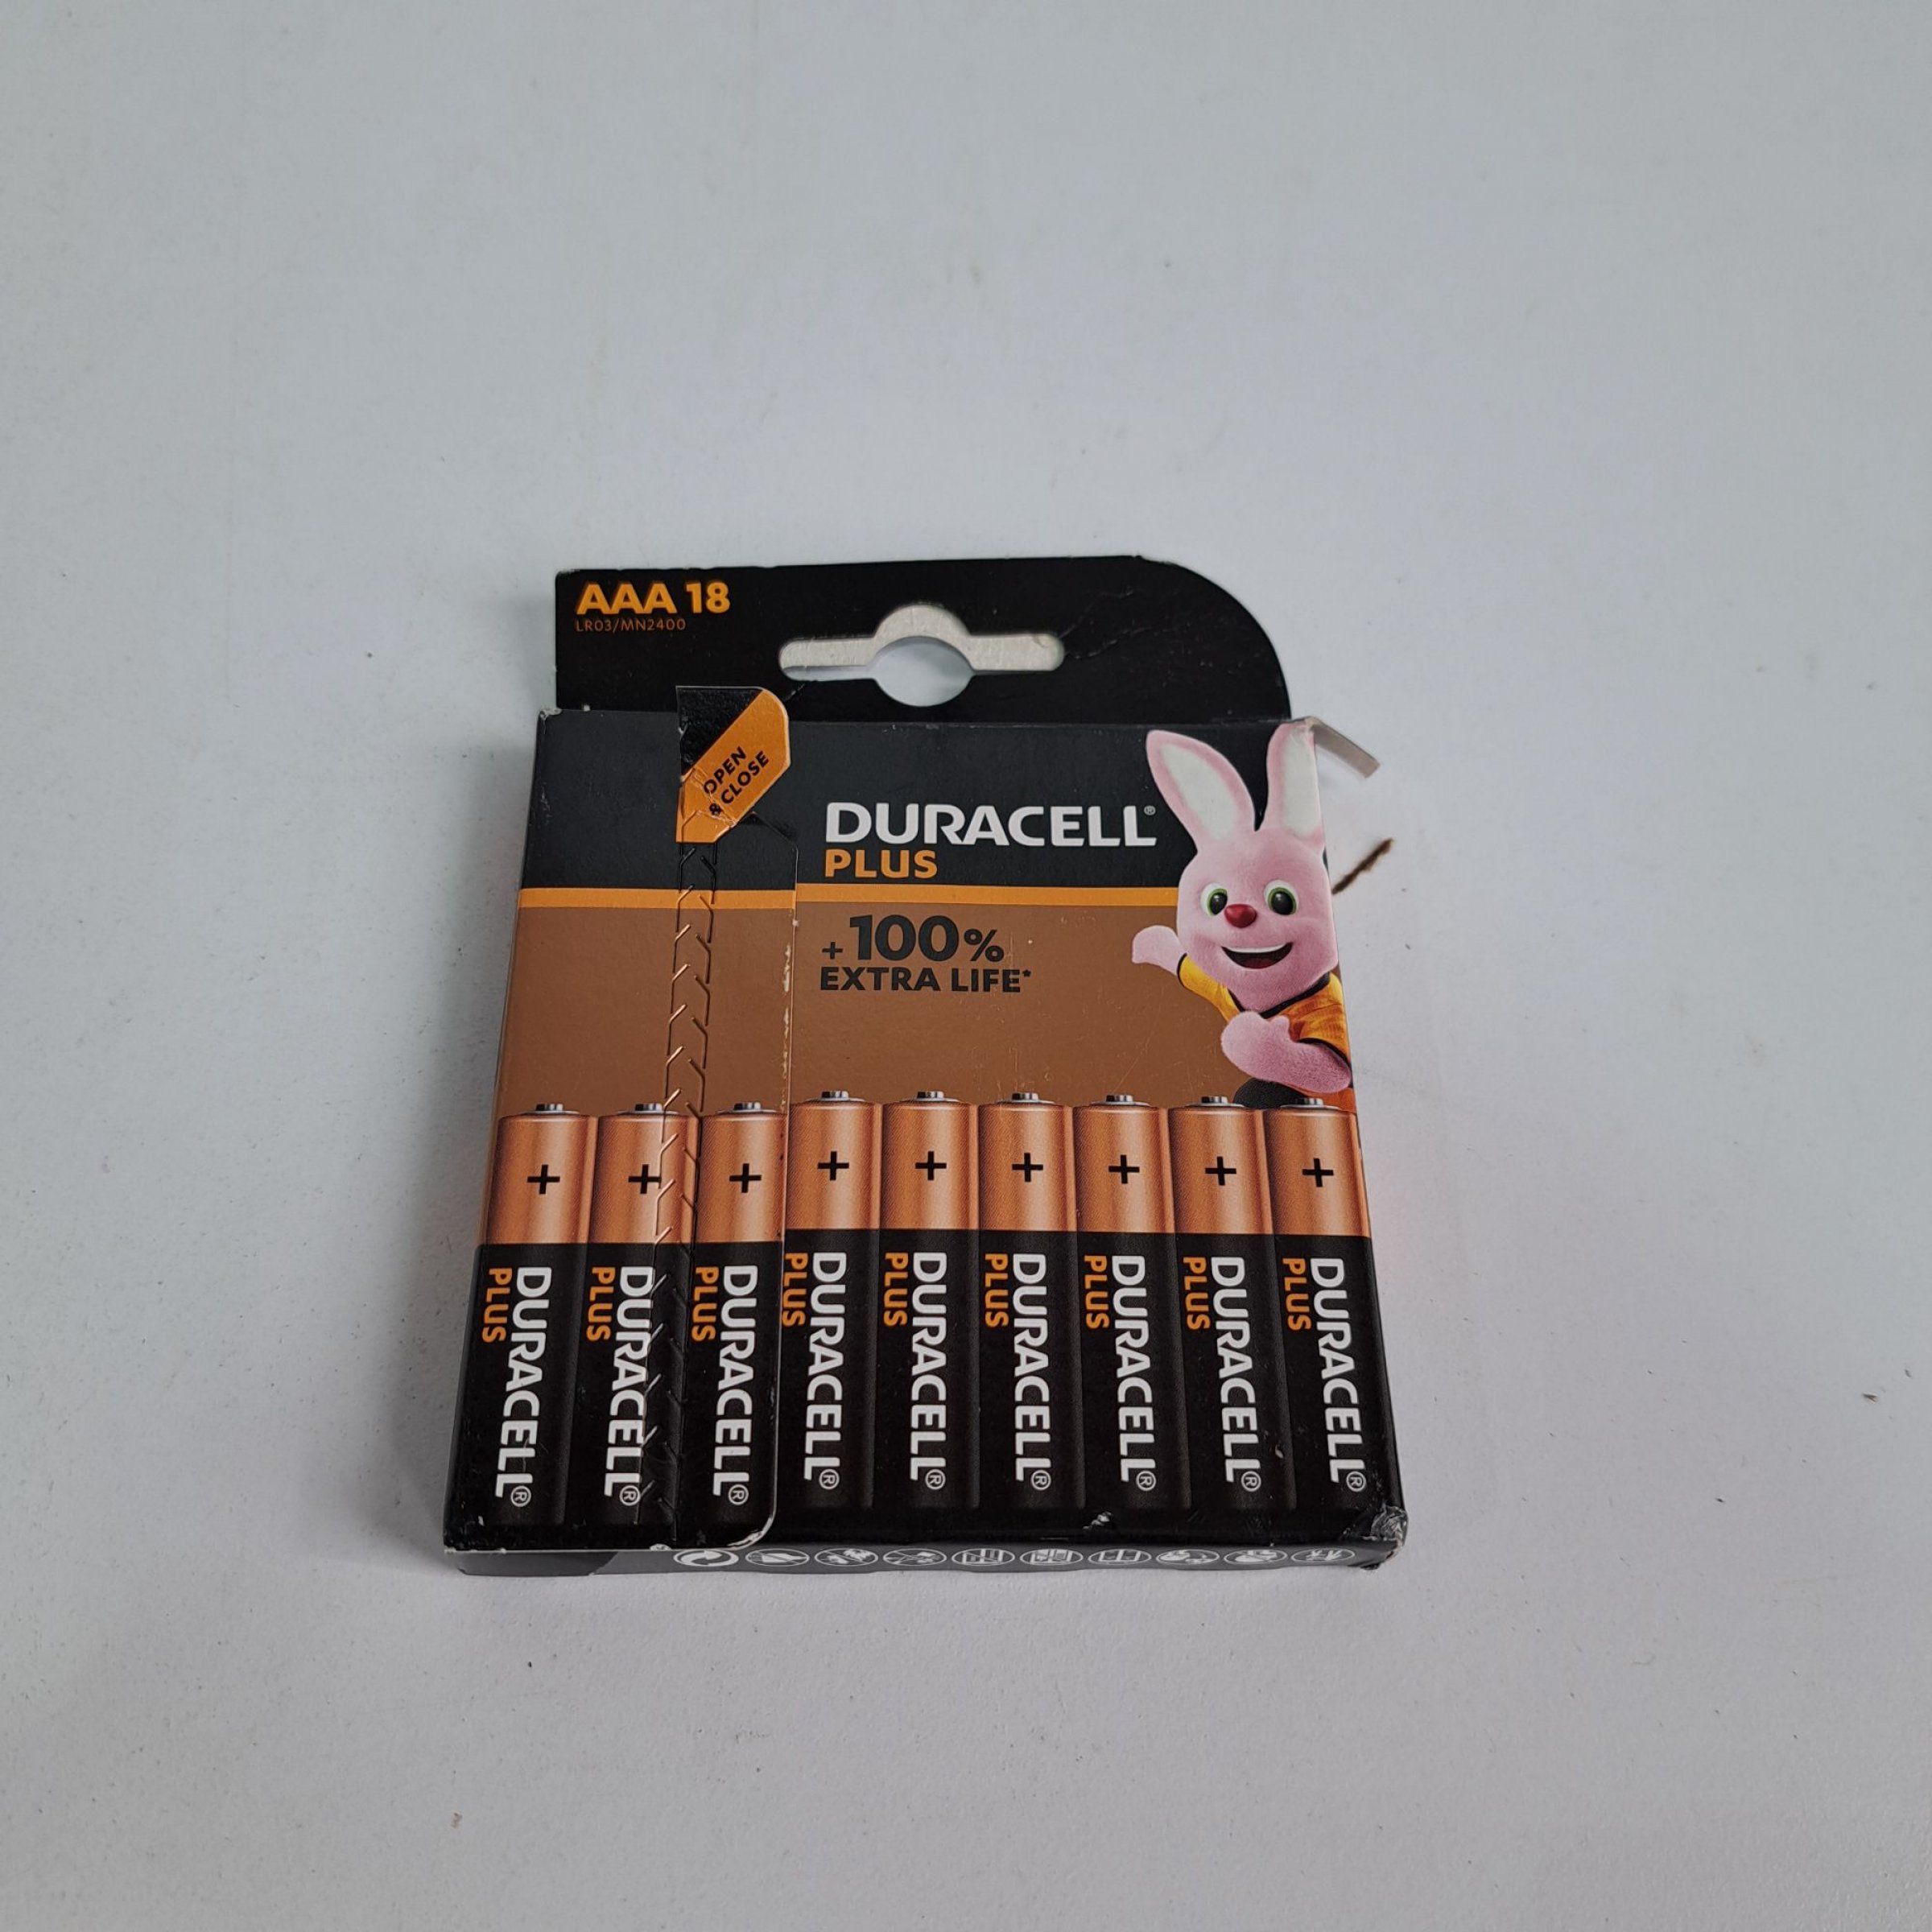 AAA 18
LR03/MN2400
OPEN
& CLOSE
DURACELL®
PLUS
+100%
EXTRA LIFE*
+ + + + + + + + +
DURACELL®
PLUS
DURACELL®
PLUS
DURACELL®
PLUS
DURACELL®
PLUS
DURACELL®
PLUS
DURACELL®
PLUS
DURACELL®
PLUS
DURACELL®
PLUS
DURACELL®
PLUS